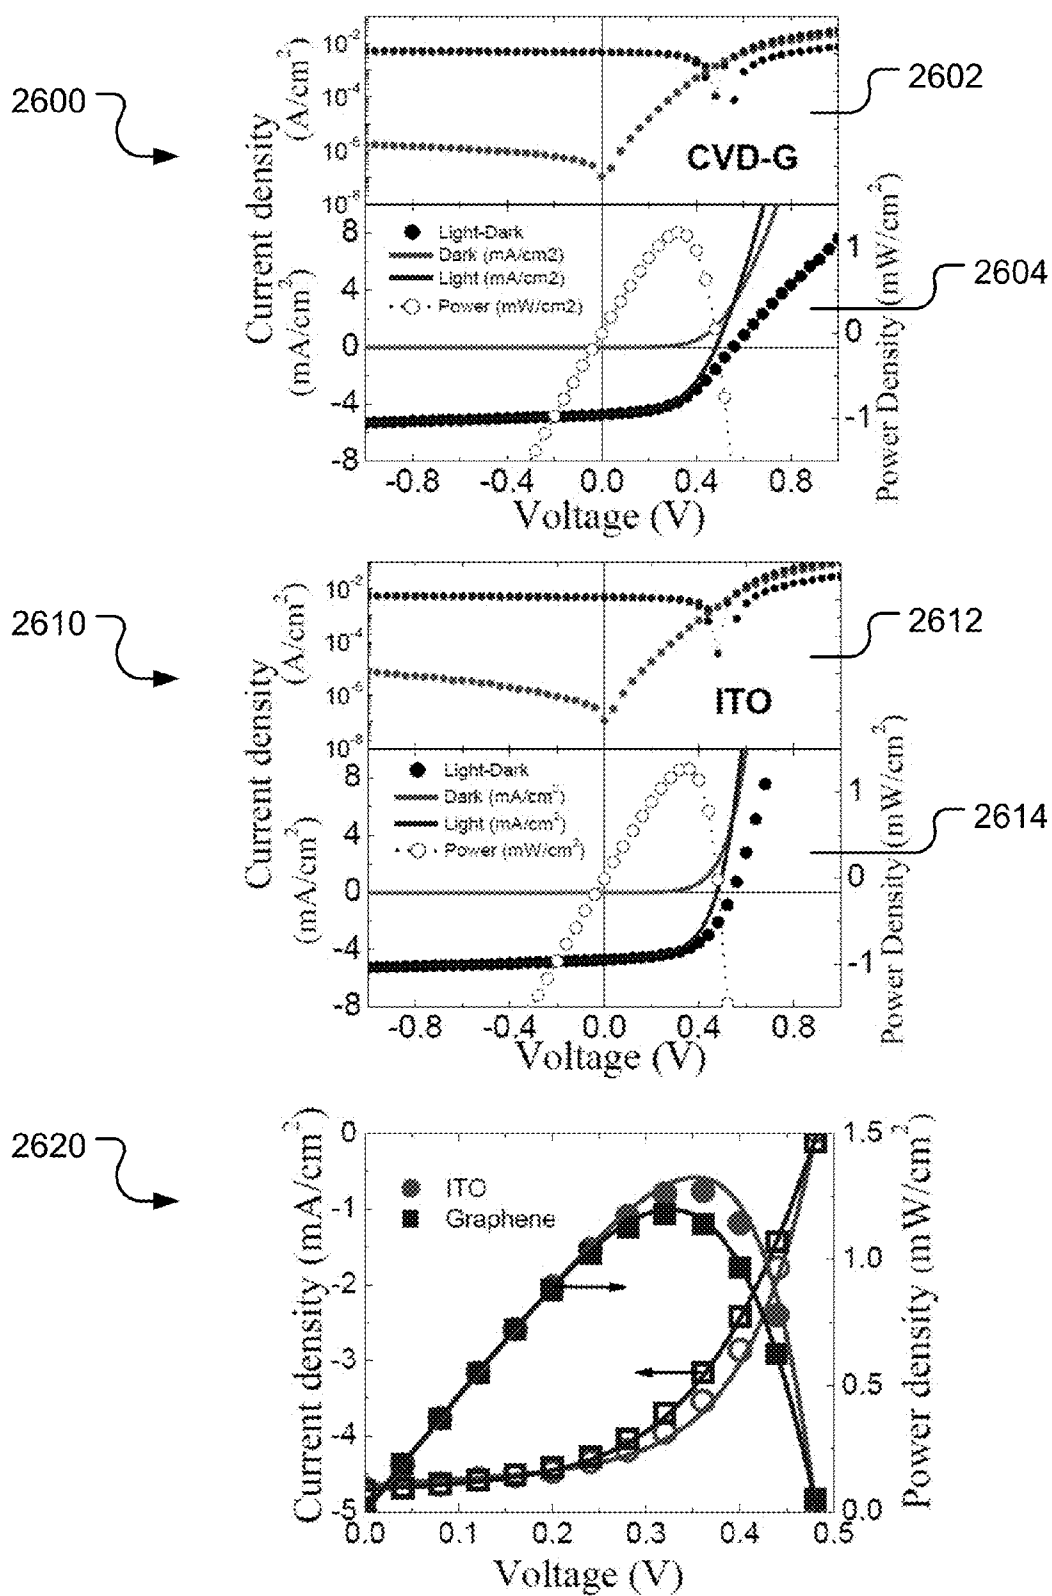 2600
Current density
(A/cm²)
10⁻²
10⁻⁴
10⁻⁶
10⁻⁸
CVD-G
2602
Current density
(mA/cm²)
8
4
0
-4
-8
Light-Dark
Dark (mA/cm2)
Light (mA/cm2)
Power (mW/cm2)
1
0
-1
Power Density (mW/cm²)
2604
-0.8 -0.4 0.0 0.4 0.8
Voltage (V)
2610
Current density
(A/cm²)
10⁻²
10⁻⁴
10⁻⁶
10⁻⁸
ITO
2612
Current density
(mA/cm²)
8
4
0
-4
-8
Light-Dark
Dark (mA/cm²)
Light (mA/cm²)
Power (mW/cm²)
1
0
-1
Power Density (mW/cm²)
2614
-0.8 -0.4 0.0 0.4 0.8
Voltage (V)
2620
Current density (mA/cm²)
0
-1
-2
-3
-4
-5
ITO
Graphene
1.5
1.0
0.5
0.0
Power density (mW/cm²)
0.0 0.1 0.2 0.3 0.4 0.5
Voltage (V)